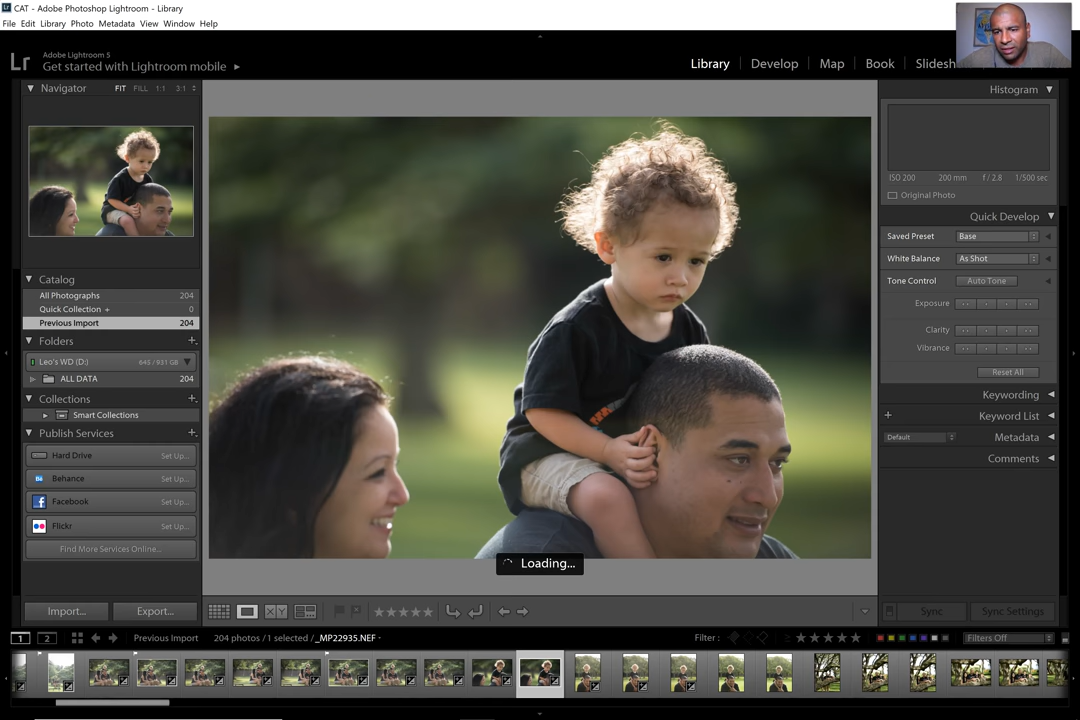 CAT - Adobe Photoshop Lightroom - Library
File Edit Library Photo Metadata View Window Help
Lr
Adobe Lightroom 5
Get started with Lightroom mobile
Library Develop Map Book Slidesh
Navigator FIT FILL 1:1 3:1
Histogram
ISO 200 200 mm f / 2.8 1/500 sec
Original Photo
Quick Develop
Saved Preset Base
White Balance As Shot
Tone Control Auto Tone
Exposure
Clarity
Vibrance
Reset All
Keywording
Keyword List
Default Metadata
Comments
Catalog
All Photographs 204
Quick Collection + 0
Previous Import 204
Folders
Leo's WD (D:) 645 / 931 GB
ALL DATA 204
Collections
Smart Collections
Publish Services
Hard Drive Set Up...
Bē Behance Set Up...
f Facebook Set Up...
Flickr Set Up...
Find More Services Online...
Loading...
Import... Export...
XY
Sync Sync Settings
1 2 Previous Import 204 photos / 1 selected / _MP22935.NEF
Filter : Filters Off